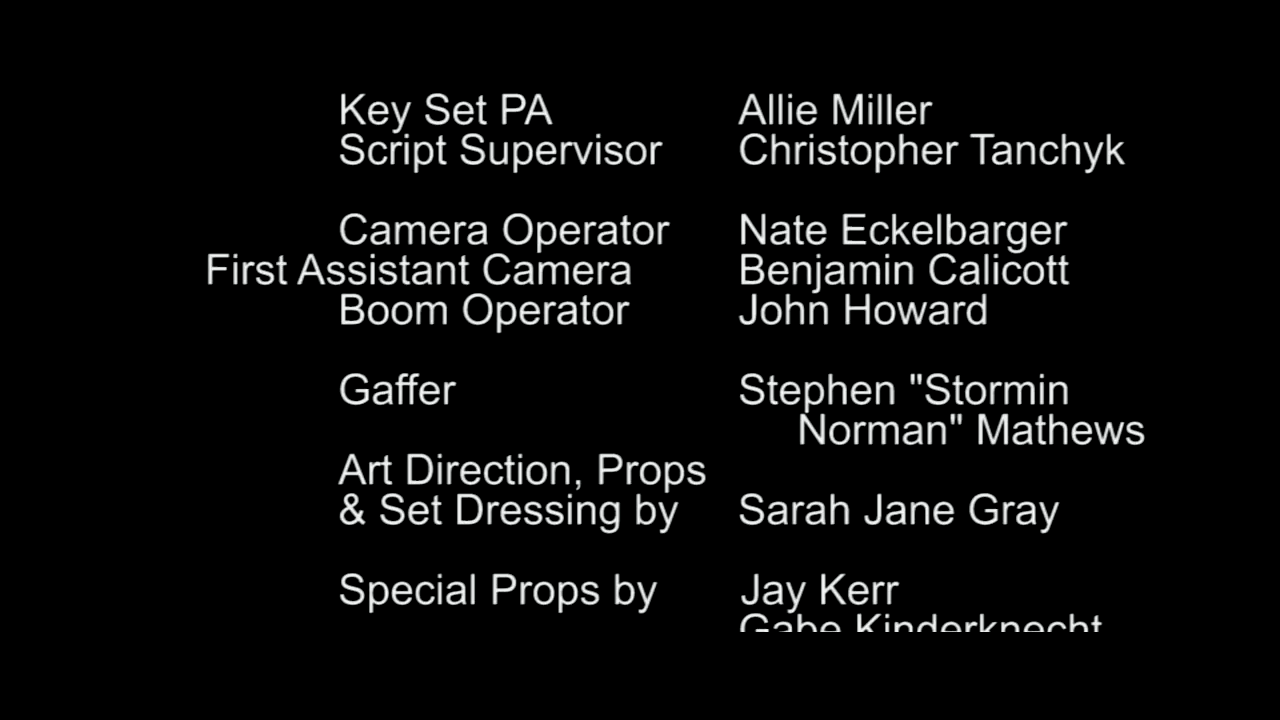 Key Set PA Allie Miller
Script Supervisor Christopher Tanchyk
Camera Operator Nate Eckelbarger
First Assistant Camera Benjamin Calicott
Boom Operator John Howard
Gaffer Stephen "Stormin
Norman" Mathews
Art Direction, Props
& Set Dressing by Sarah Jane Gray
Special Props by Jay Kerr
Gabe Kinderknecht